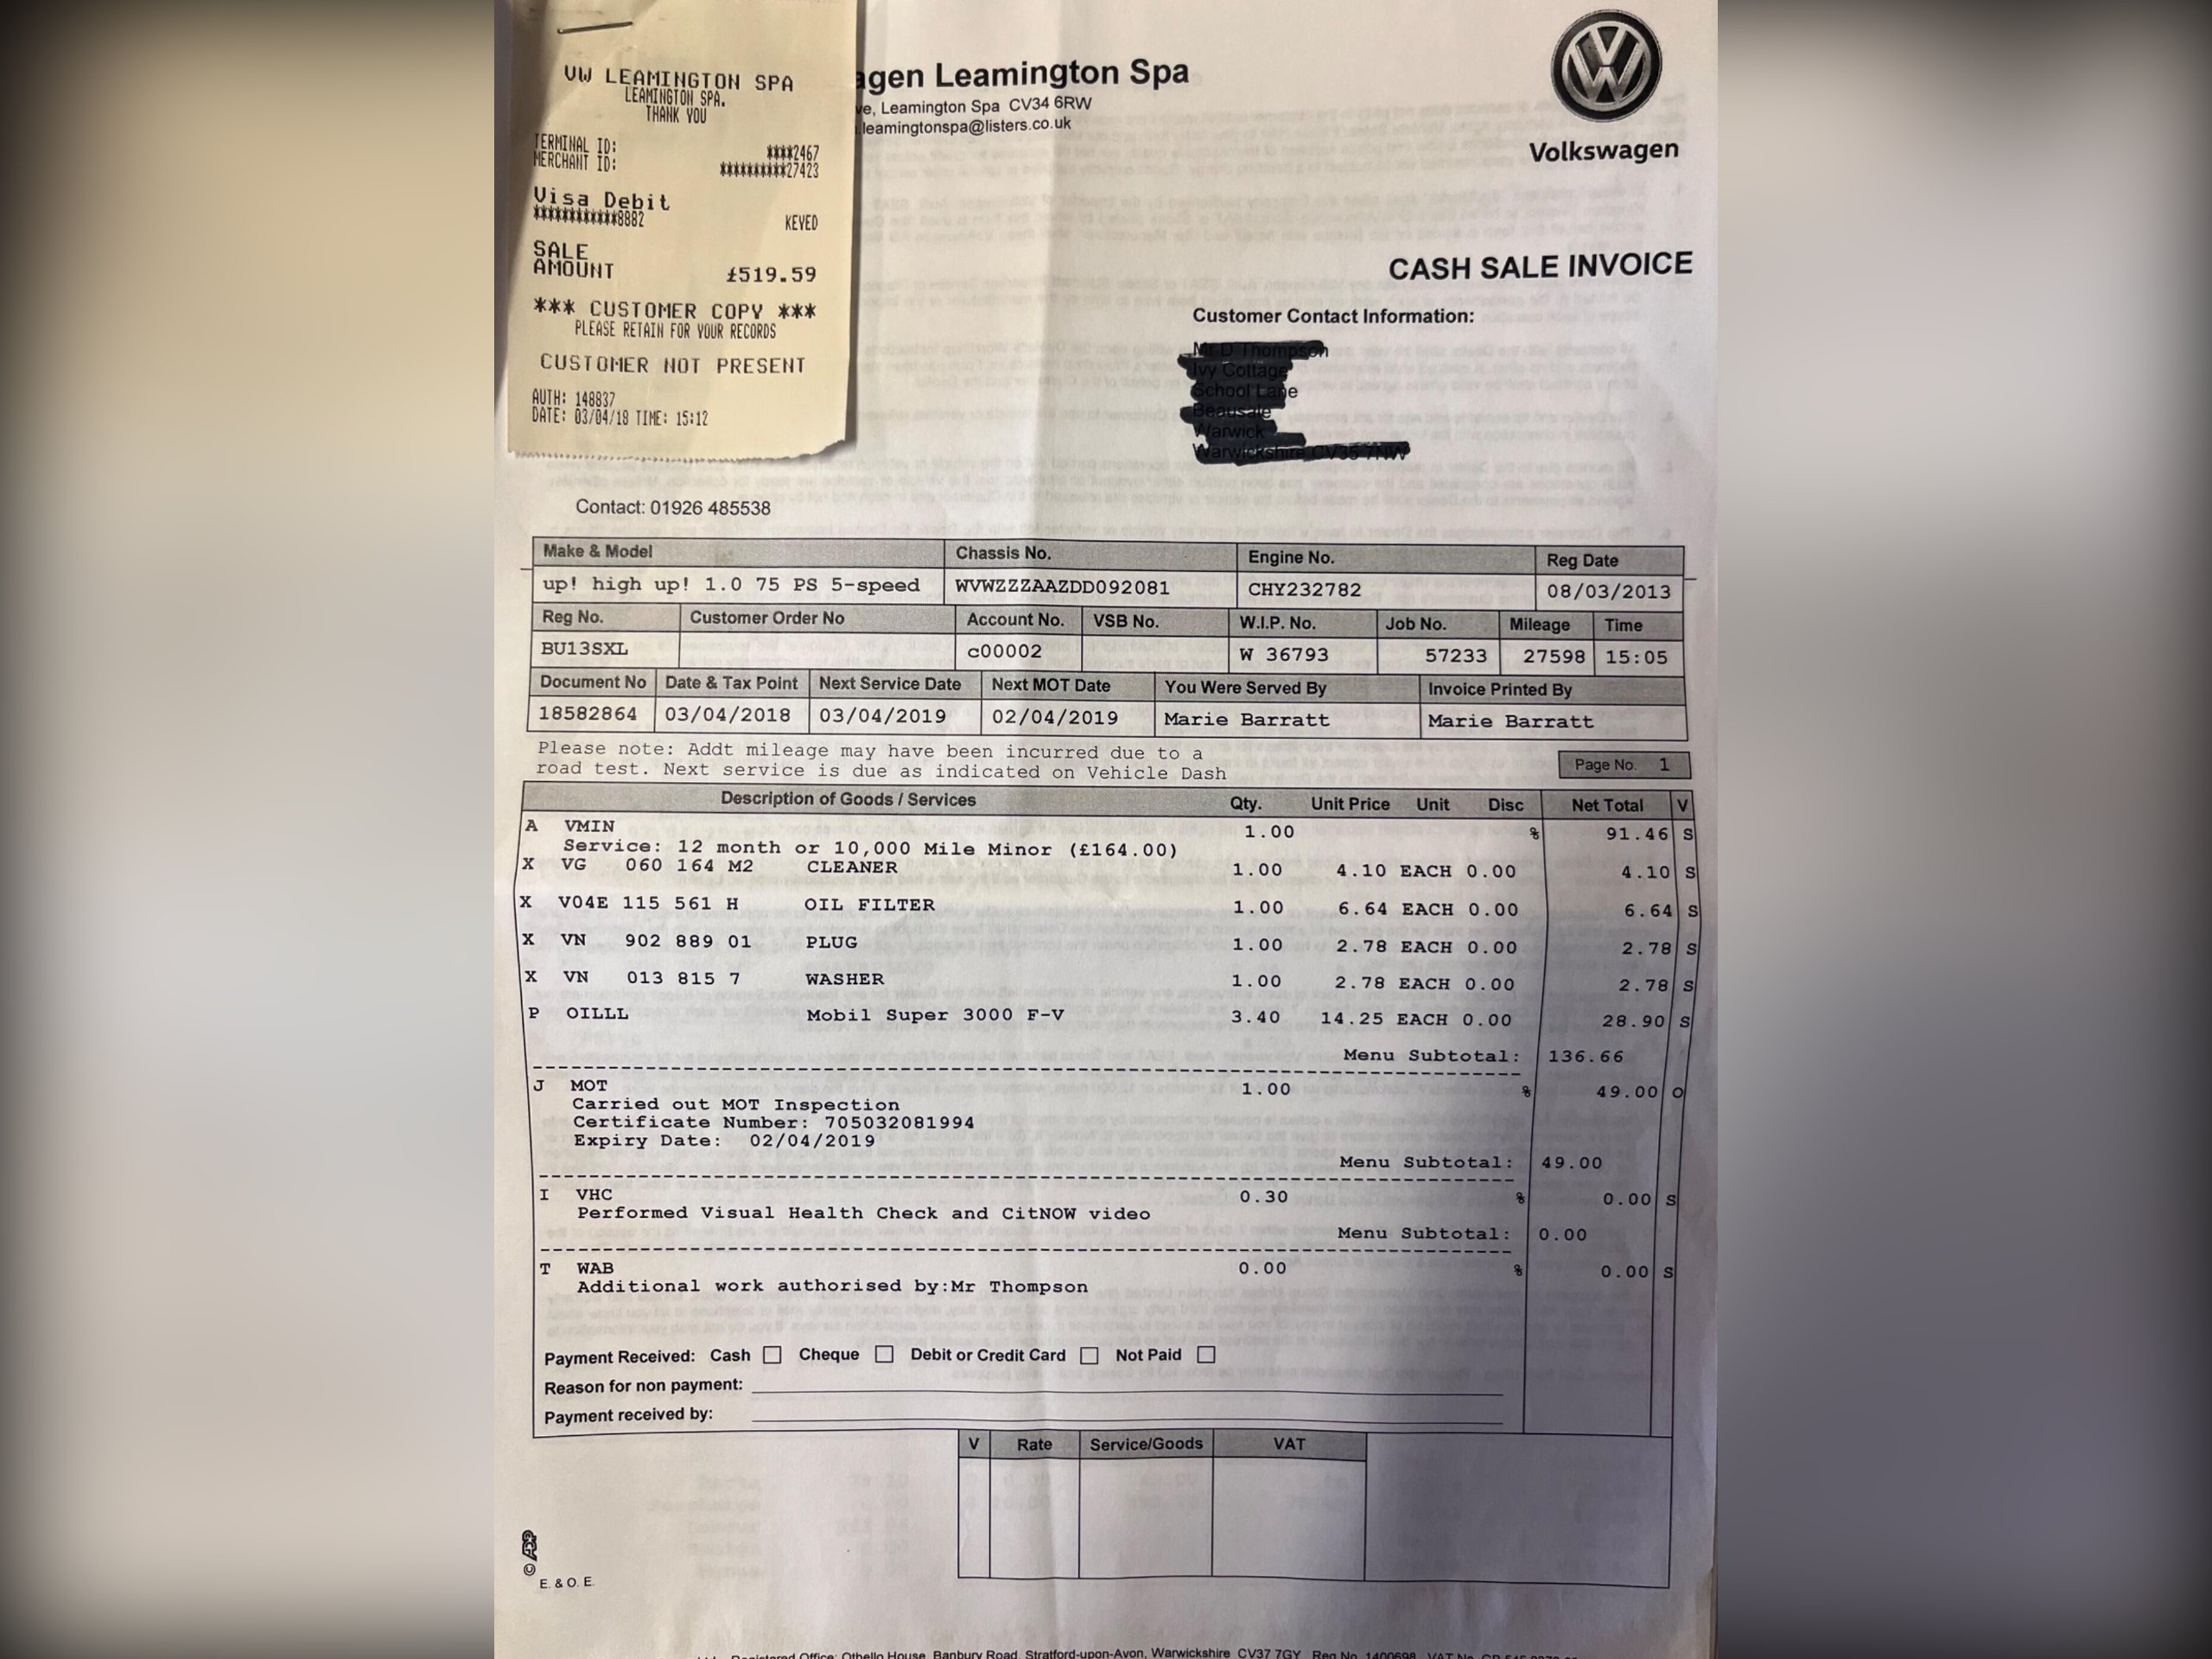 VW LEAMINGTON SPA
LEAMINGTON SPA.
THANK YOU
TERMINAL ID: ****2467
MERCHANT ID: **********27423
Visa Debit
************8882 KEYED
SALE
AMOUNT £519.59
*** CUSTOMER COPY ***
PLEASE RETAIN FOR YOUR RECORDS
CUSTOMER NOT PRESENT
AUTH: 148837
DATE: 03/04/18 TIME: 15:12
agen Leamington Spa
ve, Leamington Spa CV34 6RW
.leamingtonspa@listers.co.uk
Volkswagen
CASH SALE INVOICE
Customer Contact Information:
Contact: 01926 485538
Make & Model Chassis No. Engine No. Reg Date
up! high up! 1.0 75 PS 5-speed WVWZZZAAZDD092081 CHY232782 08/03/2013
Reg No. Customer Order No Account No. VSB No. W.I.P. No. Job No. Mileage Time
BU13SXL c00002 W 36793 57233 27598 15:05
Document No Date & Tax Point Next Service Date Next MOT Date You Were Served By Invoice Printed By
18582864 03/04/2018 03/04/2019 02/04/2019 Marie Barratt Marie Barratt
Please note: Addt mileage may have been incurred due to a
road test. Next service is due as indicated on Vehicle Dash
Page No. 1
Description of Goods / Services Qty. Unit Price Unit Disc Net Total V
A VMIN 1.00 % 91.46 S
Service: 12 month or 10,000 Mile Minor (£164.00)
X VG 060 164 M2 CLEANER 1.00 4.10 EACH 0.00 4.10 S
X V04E 115 561 H OIL FILTER 1.00 6.64 EACH 0.00 6.64 S
X VN 902 889 01 PLUG 1.00 2.78 EACH 0.00 2.78 S
X VN 013 815 7 WASHER 1.00 2.78 EACH 0.00 2.78 S
P OILLL Mobil Super 3000 F-V 3.40 14.25 EACH 0.00 28.90 S
Menu Subtotal: 136.66
J MOT 1.00 % 49.00 O
Carried out MOT Inspection
Certificate Number: 705032081994
Expiry Date: 02/04/2019
Menu Subtotal: 49.00
I VHC 0.30 % 0.00 S
Performed Visual Health Check and CitNOW video
Menu Subtotal: 0.00
T WAB 0.00 % 0.00 S
Additional work authorised by:Mr Thompson
Payment Received: Cash Cheque Debit or Credit Card Not Paid
Reason for non payment:
Payment received by:
V Rate Service/Goods VAT
© ADP
E. & O. E.
Registered Office: Othello House, Banbury Road, Stratford-upon-Avon, Warwickshire CV37 7GY Reg No. 1400698